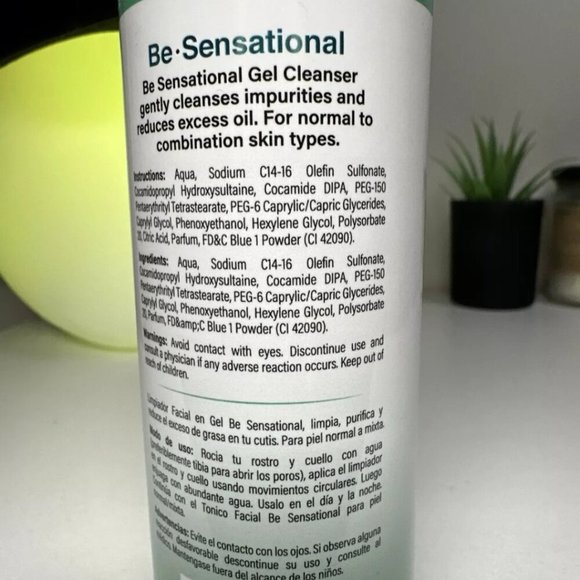 Be·Sensational
Be Sensational Gel Cleanser
gently cleanses impurities and
reduces excess oil. For normal to
combination skin types.
Instructions: Aqua, Sodium C14-16 Olefin Sulfonate,
Cocamidopropyl Hydroxysultaine, Cocamide DIPA, PEG-150
Pentaerythrityl Tetrastearate, PEG-6 Caprylic/Capric Glycerides,
Caprylyl Glycol, Phenoxyethanol, Hexylene Glycol, Polysorbate
20, Citric Acid, Parfum, FD&C Blue 1 Powder (CI 42090).
Ingredients: Aqua, Sodium C14-16 Olefin Sulfonate,
Cocamidopropyl Hydroxysultaine, Cocamide DIPA, PEG-150
Pentaerythrityl Tetrastearate, PEG-6 Caprylic/Capric Glycerides,
Caprylyl Glycol, Phenoxyethanol, Hexylene Glycol, Polysorbate
20, Parfum, FD&amp;C Blue 1 Powder (CI 42090).
Warnings: Avoid contact with eyes. Discontinue use and
consult a physician if any adverse reaction occurs. Keep out of
reach of children.
Limpiador Facial en Gel Be Sensational, limpia, purifica y
reduce el exceso de grasa en tu cutis. Para piel normal a mixta.
Modo de uso: Rocia tu rostro y cuello con agua
(preferiblemente tibia para abrir los poros), aplica el limpiador
en el rostro y cuello usando movimientos circulares. Luego
enjuaga con abundante agua. Usalo en el día y la noche.
Continúa con el Tonico Facial Be Sensational para piel
normal/mixta.
Advertencias: Evite el contacto con los ojos. Si observa alguna
reacción desfavorable descontinue su uso y consulte al
médico. Mantengase fuera del alcance de los niños.